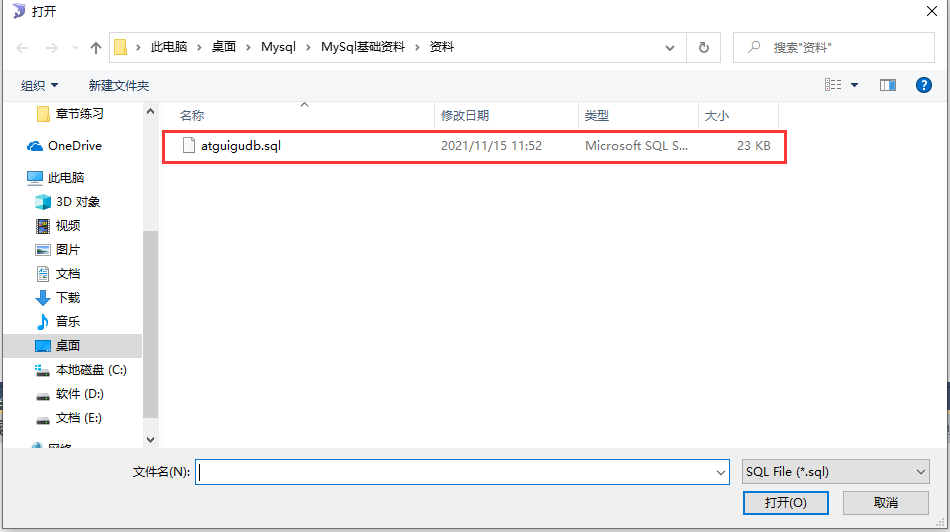 打开
此电脑 › 桌面 › Mysql › MySql基础资料 › 资料
搜索"资料"
组织 新建文件夹
名称 修改日期 类型 大小
atguigudb.sql 2021/11/15 11:52 Microsoft SQL S... 23 KB
章节练习
OneDrive
此电脑
3D 对象
视频
图片
文档
下载
音乐
桌面
本地磁盘 (C:)
软件 (D:)
文档 (E:)
网络
文件名(N):
SQL File (*.sql)
打开(O) 取消